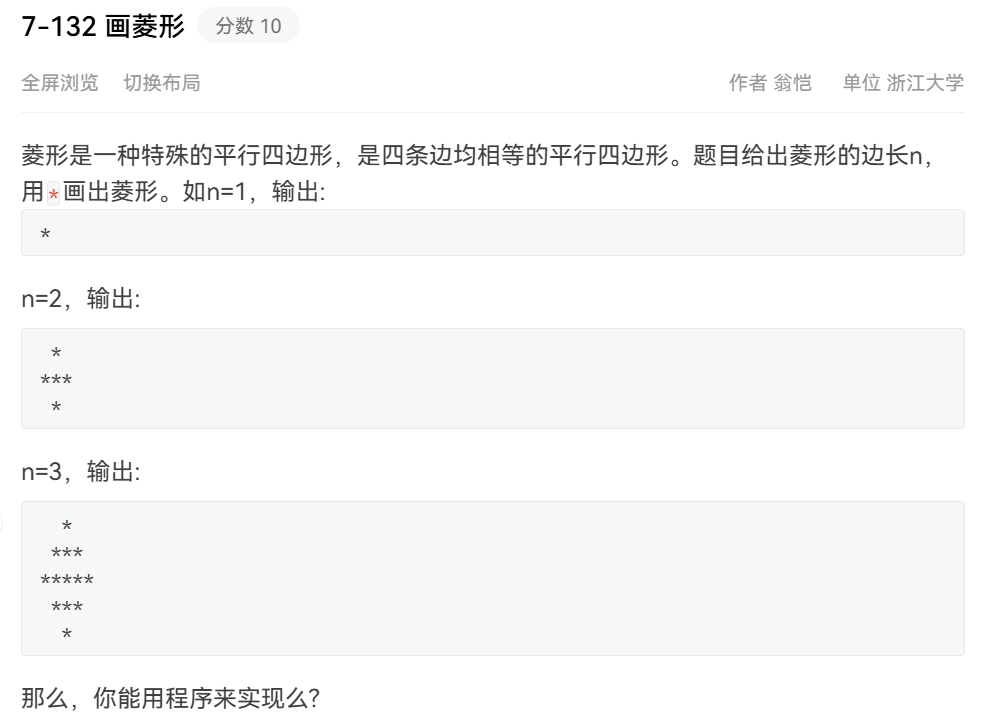 7-132 画菱形 分数 10
全屏浏览 切换布局 作者 翁恺 单位 浙江大学
菱形是一种特殊的平行四边形，是四条边均相等的平行四边形。题目给出菱形的边长n，
用*画出菱形。如n=1，输出:
*
n=2，输出:
 *
***
 *
n=3，输出:
  *
 ***
*****
 ***
  *
那么，你能用程序来实现么？